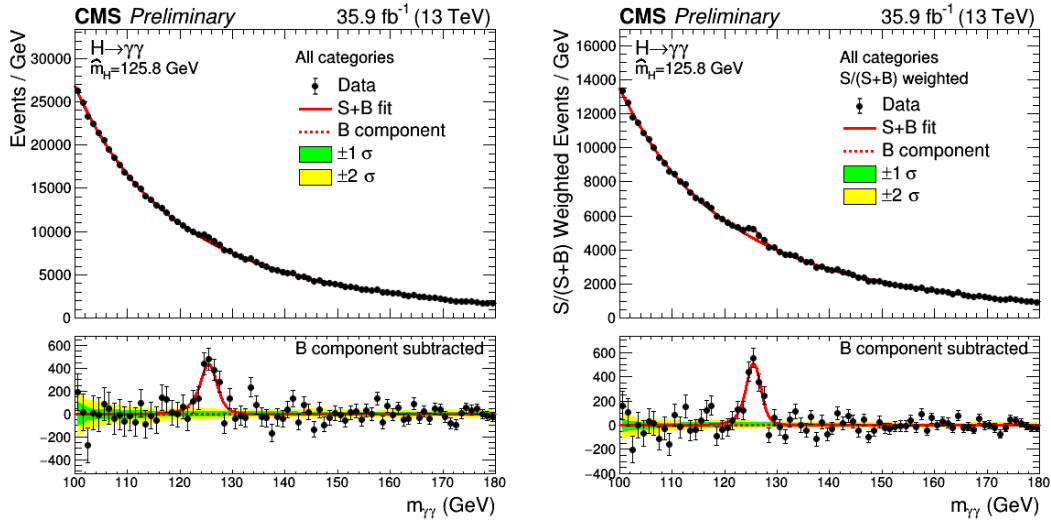 CMS Preliminary 35.9 fb⁻¹ (13 TeV)
Events / GeV
30000
25000
20000
15000
10000
5000
0
H→γγ
m̂_H=125.8 GeV
All categories
Data
S+B fit
B component
±1 σ
±2 σ
B component subtracted
600
400
200
0
−200
−400
100 110 120 130 140 150 160 170 180
m_γγ (GeV)
CMS Preliminary 35.9 fb⁻¹ (13 TeV)
S/(S+B) Weighted Events / GeV
16000
14000
12000
10000
8000
6000
4000
2000
0
H→γγ
m̂_H=125.8 GeV
All categories
S/(S+B) weighted
Data
S+B fit
B component
±1 σ
±2 σ
B component subtracted
600
400
200
0
−200
−400
100 110 120 130 140 150 160 170 180
m_γγ (GeV)